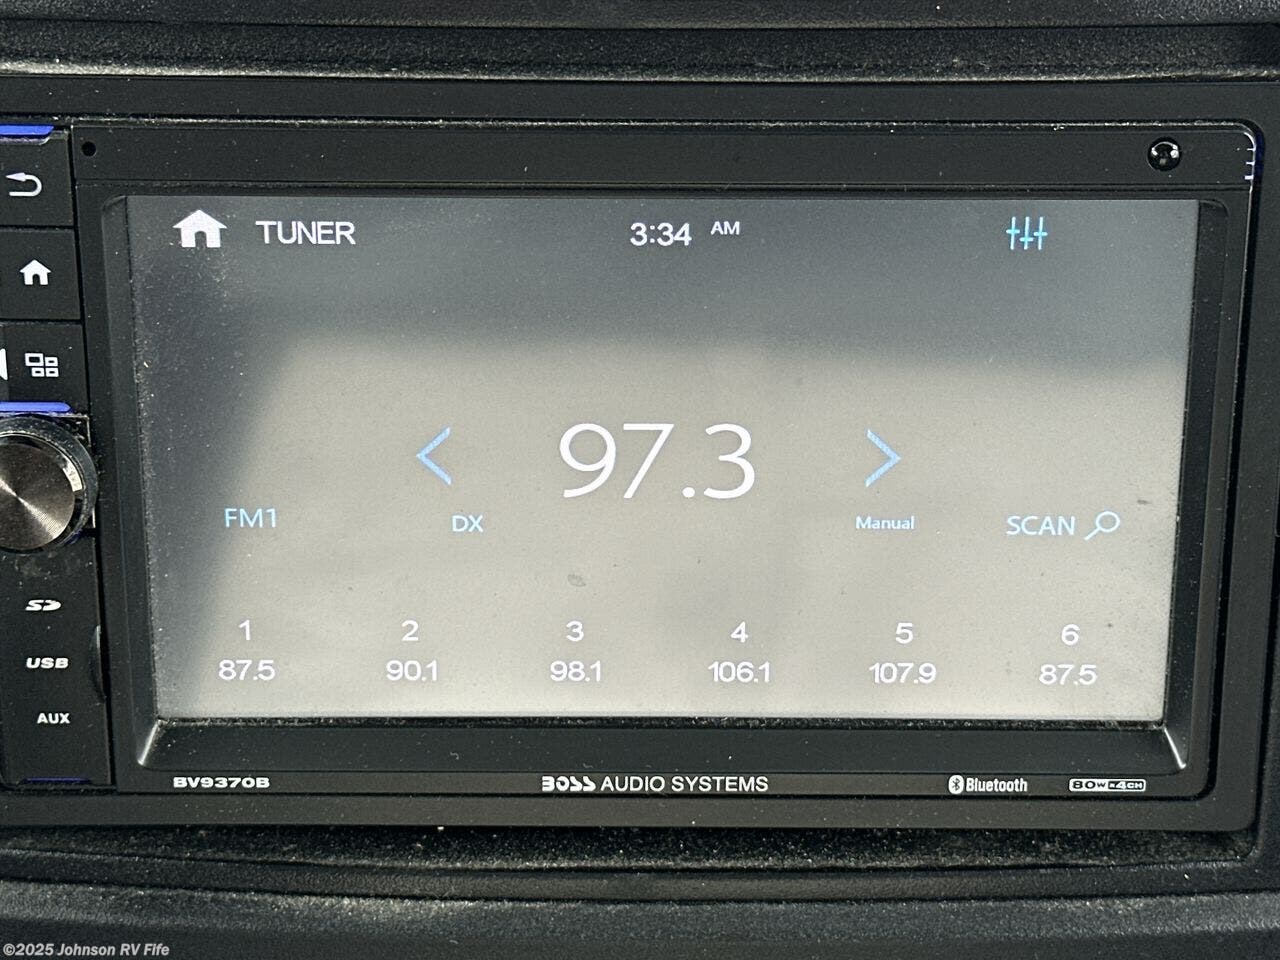 TUNER 3:34 AM
97.3
FM1 DX Manual SCAN
1 2 3 4 5 6
87.5 90.1 98.1 106.1 107.9 87.5
SD
USB
AUX
BV9370B BOSS AUDIO SYSTEMS Bluetooth 80W x 4CH
©2025 Johnson RV Fife